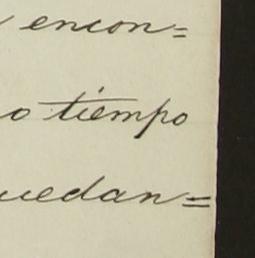 encon=
o tiempo
uedan=